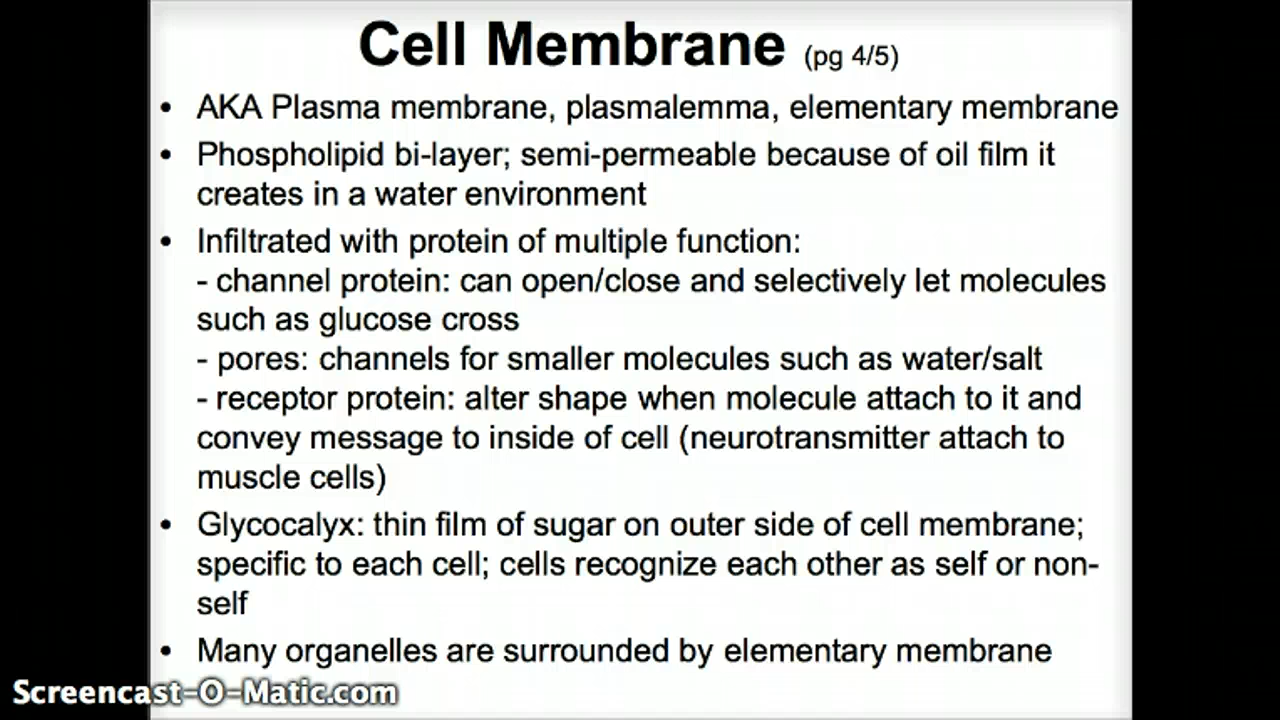 Cell Membrane (pg 4/5)
• AKA Plasma membrane, plasmalemma, elementary membrane
• Phospholipid bi-layer; semi-permeable because of oil film it
creates in a water environment
• Infiltrated with protein of multiple function:
- channel protein: can open/close and selectively let molecules
such as glucose cross
- pores: channels for smaller molecules such as water/salt
- receptor protein: alter shape when molecule attach to it and
convey message to inside of cell (neurotransmitter attach to
muscle cells)
• Glycocalyx: thin film of sugar on outer side of cell membrane;
specific to each cell; cells recognize each other as self or non-
self
• Many organelles are surrounded by elementary membrane
Screencast-O-Matic.com